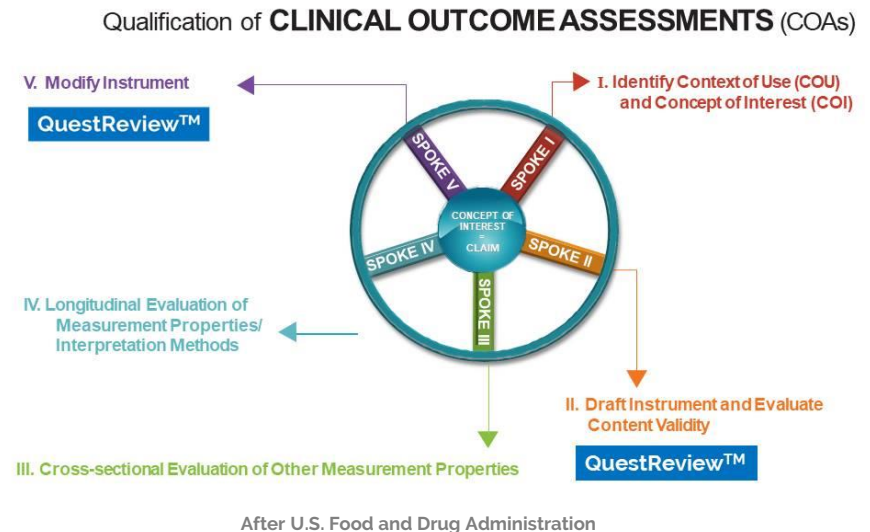 Qualification of CLINICAL OUTCOME ASSESSMENTS (COAs)
V. Modify Instrument
QuestReview™
I. Identify Context of Use (COU)
and Concept of Interest (COI)
SPOKE V
SPOKE I
CONCEPT OF
INTEREST
=
CLAIM
SPOKE IV
SPOKE II
SPOKE III
IV. Longitudinal Evaluation of
Measurement Properties/
Interpretation Methods
II. Draft Instrument and Evaluate
Content Validity
QuestReview™
III. Cross-sectional Evaluation of Other Measurement Properties
After U.S. Food and Drug Administration